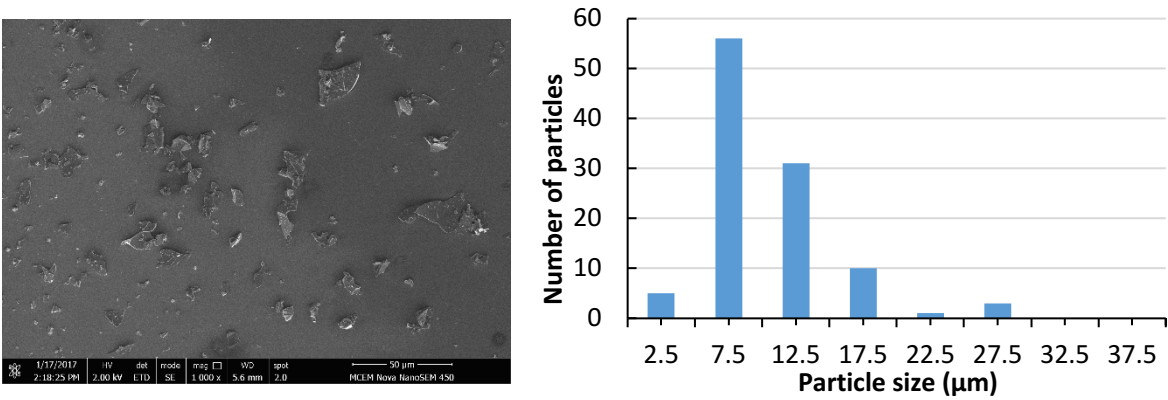 1/17/2017
2:18:25 PM
HV
2.00 kV
det
ETD
mode
SE
mag
1 000 x
WD
5.6 mm
spot
2.0
50 µm
MCEM Nova NanoSEM 450
60
50
40
30
20
10
0
Number of particles
2.5 7.5 12.5 17.5 22.5 27.5 32.5 37.5
Particle size (µm)